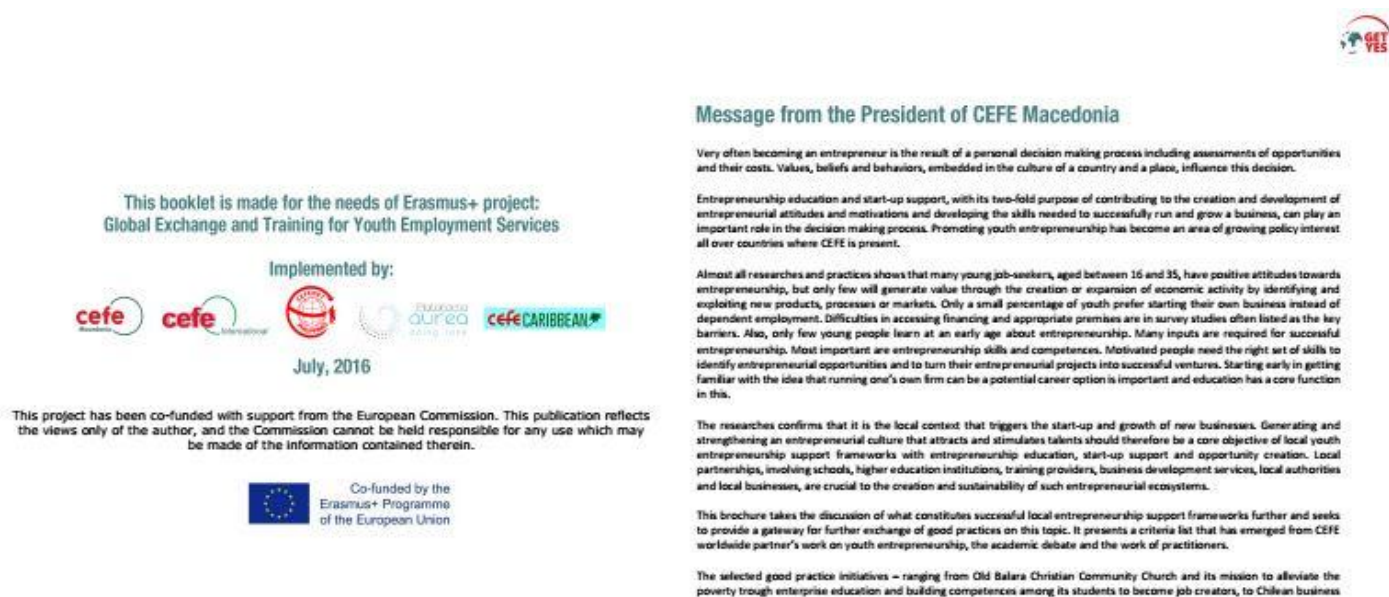 GET
YES
This booklet is made for the needs of Erasmus+ project:
Global Exchange and Training for Youth Employment Services
Implemented by:
cefe
Macedonia
cefe
International
aurea
cefe CARIBBEAN
July, 2016
This project has been co-funded with support from the European Commission. This publication reflects
the views only of the author, and the Commission cannot be held responsible for any use which may
be made of the information contained therein.
Co-funded by the
Erasmus+ Programme
of the European Union
Message from the President of CEFE Macedonia
Very often becoming an entrepreneur is the result of a personal decision making process including assessments of opportunities
and their costs. Values, beliefs and behaviors, embedded in the culture of a country and a place, influence this decision.
Entrepreneurship education and start-up support, with its two-fold purpose of contributing to the creation and development of
entrepreneurial attitudes and motivations and developing the skills needed to successfully run and grow a business, can play an
important role in the decision making process. Promoting youth entrepreneurship has become an area of growing policy interest
all over countries where CEFE is present.
Almost all researches and practices shows that many young job-seekers, aged between 16 and 35, have positive attitudes towards
entrepreneurship, but only few will generate value through the creation or expansion of economic activity by identifying and
exploiting new products, processes or markets. Only a small percentage of youth prefer starting their own business instead of
dependent employment. Difficulties in accessing financing and appropriate premises are in survey studies often listed as the key
barriers. Also, only few young people learn at an early age about entrepreneurship. Many inputs are required for successful
entrepreneurship. Most important are entrepreneurship skills and competences. Motivated people need the right set of skills to
identify entrepreneurial opportunities and to turn their entrepreneurial projects into successful ventures. Starting early in getting
familiar with the idea that running one's own firm can be a potential career option is important and education has a core function
in this.
The researches confirms that it is the local context that triggers the start-up and growth of new businesses. Generating and
strengthening an entrepreneurial culture that attracts and stimulates talents should therefore be a core objective of local youth
entrepreneurship support frameworks with entrepreneurship education, start-up support and opportunity creation. Local
partnerships, involving schools, higher education institutions, training providers, business development services, local authorities
and local businesses, are crucial to the creation and sustainability of such entrepreneurial ecosystems.
This brochure takes the discussion of what constitutes successful local entrepreneurship support frameworks further and seeks
to provide a gateway for further exchange of good practices on this topic. It presents a criteria list that has emerged from CEFE
worldwide partner's work on youth entrepreneurship, the academic debate and the work of practitioners.
The selected good practice initiatives – ranging from Old Balara Christian Community Church and its mission to alleviate the
poverty trough enterprise education and building competences among its students to become job creators, to Chilean business